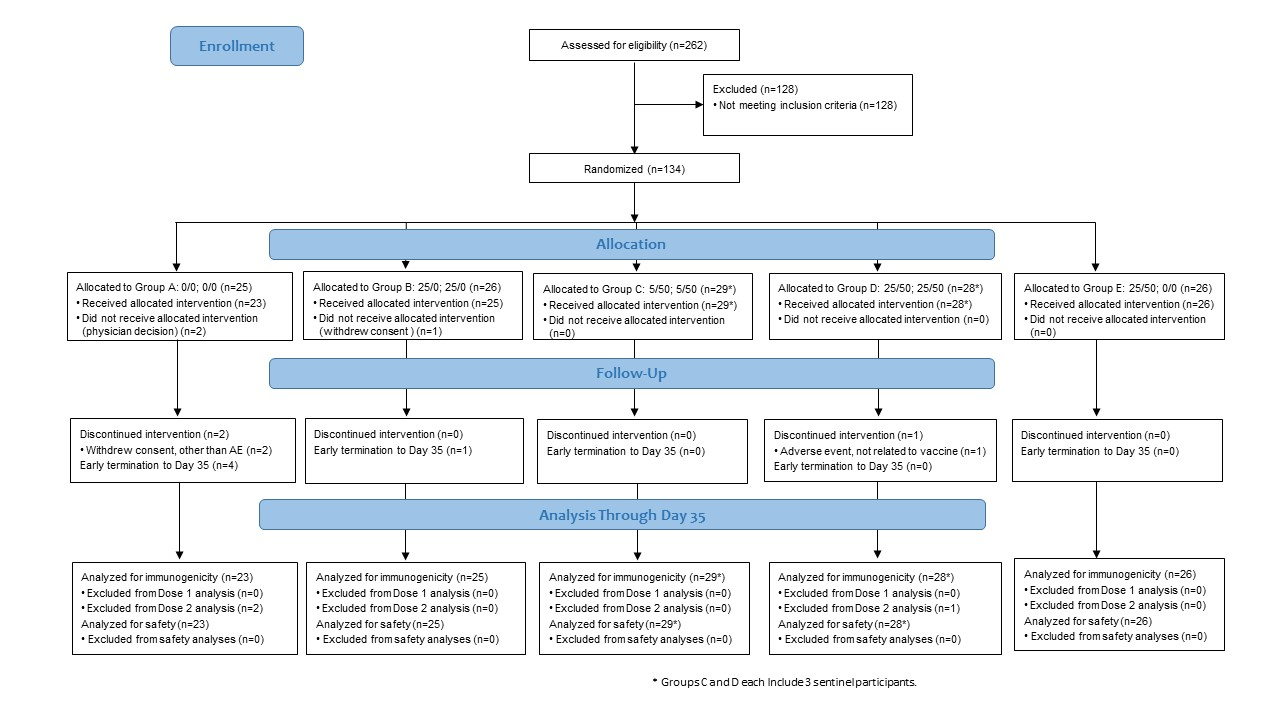 Enrollment
Assessed for eligibility (n=262)
Excluded (n=128)
• Not meeting inclusion criteria (n=128)
Randomized (n=134)
Allocation
Allocated to Group A: 0/0; 0/0 (n=25)
• Received allocated intervention (n=23)
• Did not receive allocated intervention
(physician decision) (n=2)
Allocated to Group B: 25/0; 25/0 (n=26)
• Received allocated intervention (n=25)
• Did not receive allocated intervention
(withdrew consent ) (n=1)
Allocated to Group C: 5/50; 5/50 (n=29*)
• Received allocated intervention (n=29*)
• Did not receive allocated intervention
(n=0)
Allocated to Group D: 25/50; 25/50 (n=28*)
• Received allocated intervention (n=28*)
• Did not receive allocated intervention (n=0)
Allocated to Group E: 25/50; 0/0 (n=26)
• Received allocated intervention (n=26)
• Did not receive allocated intervention
(n=0)
Follow-Up
Discontinued intervention (n=2)
• Withdrew consent, other than AE (n=2)
Early termination to Day 35 (n=4)
Discontinued intervention (n=0)
Early termination to Day 35 (n=1)
Discontinued intervention (n=0)
Early termination to Day 35 (n=0)
Discontinued intervention (n=1)
• Adverse event, not related to vaccine (n=1)
Early termination to Day 35 (n=0)
Discontinued intervention (n=0)
Early termination to Day 35 (n=0)
Analysis Through Day 35
Analyzed for immunogenicity (n=23)
• Excluded from Dose 1 analysis (n=0)
• Excluded from Dose 2 analysis (n=2)
Analyzed for safety (n=23)
• Excluded from safety analyses (n=0)
Analyzed for immunogenicity (n=25)
• Excluded from Dose 1 analysis (n=0)
• Excluded from Dose 2 analysis (n=0)
Analyzed for safety (n=25)
• Excluded from safety analyses (n=0)
Analyzed for immunogenicity (n=29*)
• Excluded from Dose 1 analysis (n=0)
• Excluded from Dose 2 analysis (n=0)
Analyzed for safety (n=29*)
• Excluded from safety analyses (n=0)
Analyzed for immunogenicity (n=28*)
• Excluded from Dose 1 analysis (n=0)
• Excluded from Dose 2 analysis (n=1)
Analyzed for safety (n=28*)
• Excluded from safety analyses (n=0)
Analyzed for immunogenicity (n=26)
• Excluded from Dose 1 analysis (n=0)
• Excluded from Dose 2 analysis (n=0)
Analyzed for safety (n=26)
• Excluded from safety analyses (n=0)
* Groups C and D each Include 3 sentinel participants.